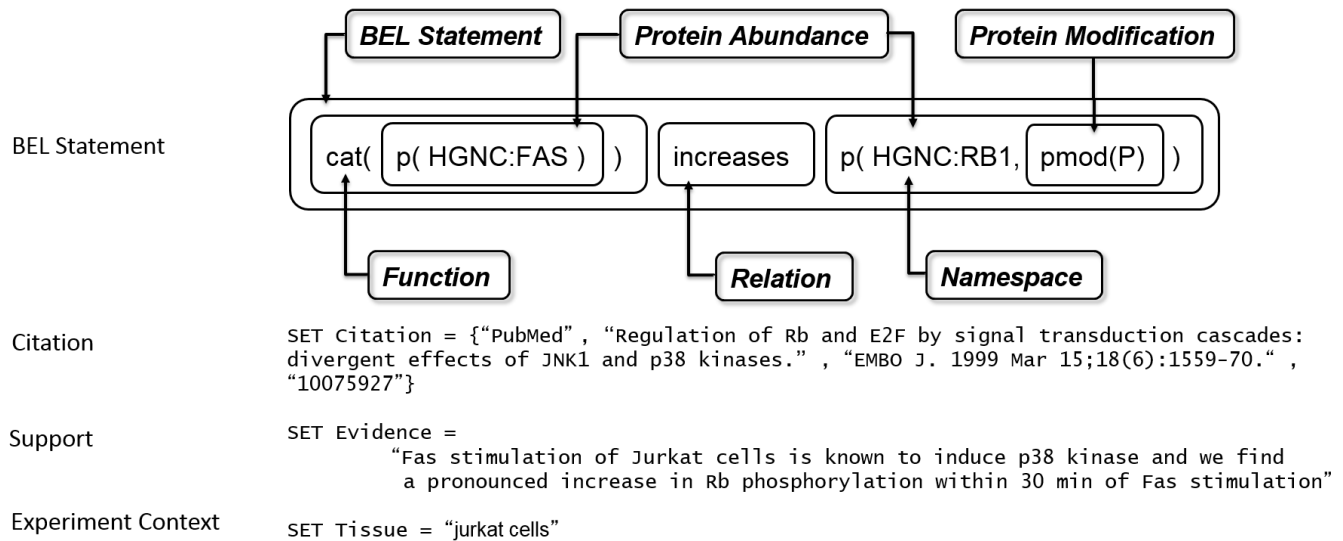 BEL Statement
Protein Abundance
Protein Modification
BEL Statement
cat( p( HGNC:FAS ) ) increases p( HGNC:RB1, pmod(P) )
Function
Relation
Namespace
Citation
SET Citation = {“PubMed” , “Regulation of Rb and E2F by signal transduction cascades:
divergent effects of JNK1 and p38 kinases.” , “EMBO J. 1999 Mar 15;18(6):1559-70.“ ,
“10075927”}
Support
SET Evidence =
“Fas stimulation of Jurkat cells is known to induce p38 kinase and we find
a pronounced increase in Rb phosphorylation within 30 min of Fas stimulation”
Experiment Context
SET Tissue = “jurkat cells”